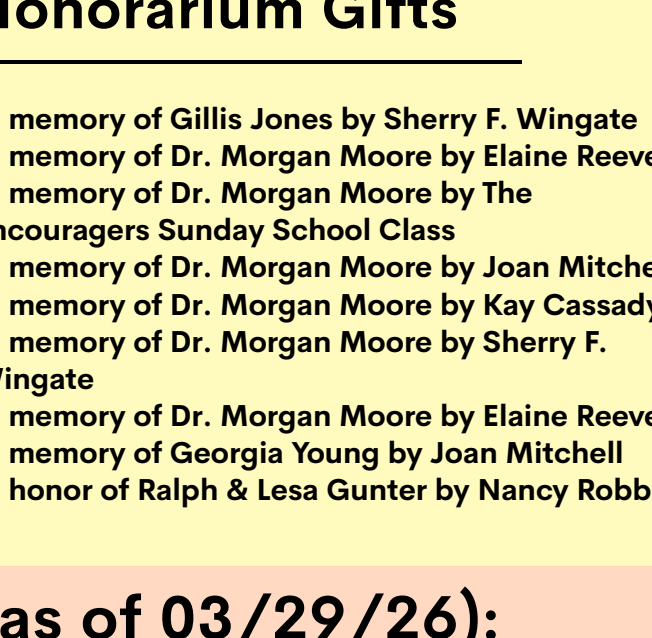 Honorarium Gifts
memory of Gillis Jones by Sherry F. Wingate
memory of Dr. Morgan Moore by Elaine Reeve
memory of Dr. Morgan Moore by The
ncouragers Sunday School Class
memory of Dr. Morgan Moore by Joan Mitche
memory of Dr. Morgan Moore by Kay Cassady
memory of Dr. Morgan Moore by Sherry F.
Wingate
memory of Dr. Morgan Moore by Elaine Reeve
memory of Georgia Young by Joan Mitchell
honor of Ralph & Lesa Gunter by Nancy Robb
as of 03/29/26):